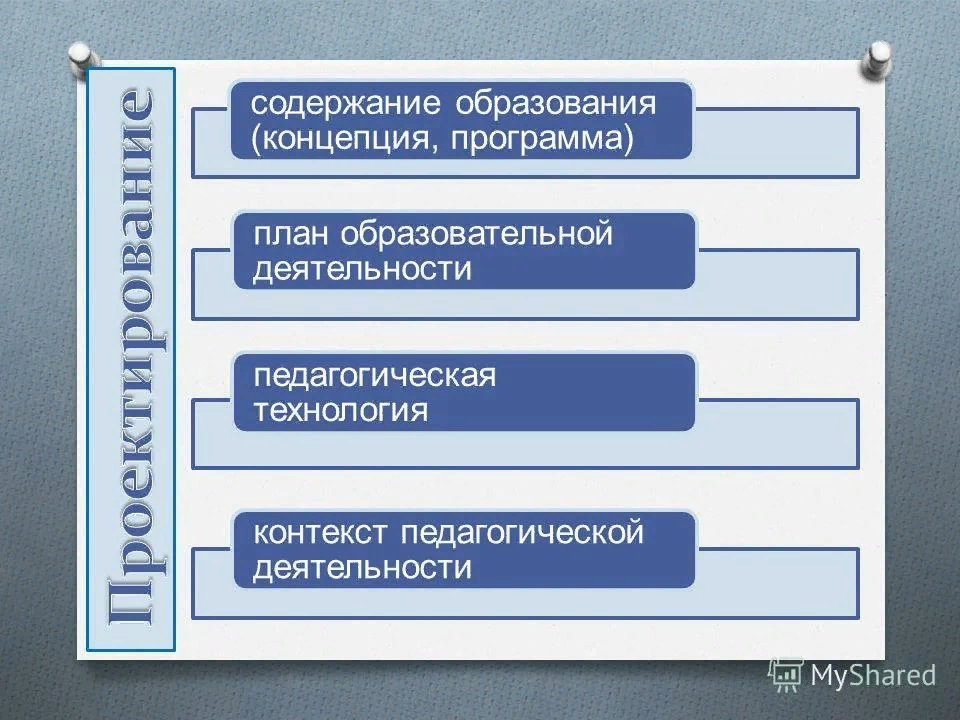 Проектирование
содержание образования
(концепция, программа)
план образовательной
деятельности
педагогическая
технология
контекст педагогической
деятельности
MyShared